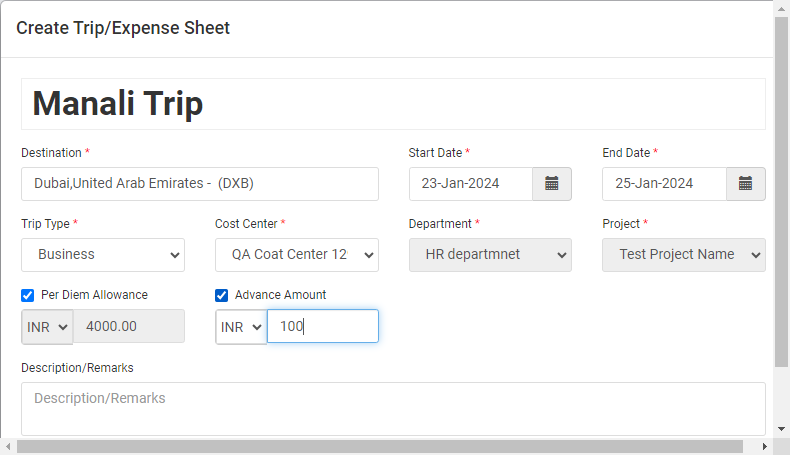 Create Trip/Expense Sheet
Manali Trip
Destination * Start Date * End Date *
Dubai,United Arab Emirates - (DXB) 23-Jan-2024 25-Jan-2024
Trip Type * Cost Center * Department * Project *
Business QA Coat Center 12 HR departmnet Test Project Name
Per Diem Allowance Advance Amount
INR 4000.00 INR 100
Description/Remarks
Description/Remarks